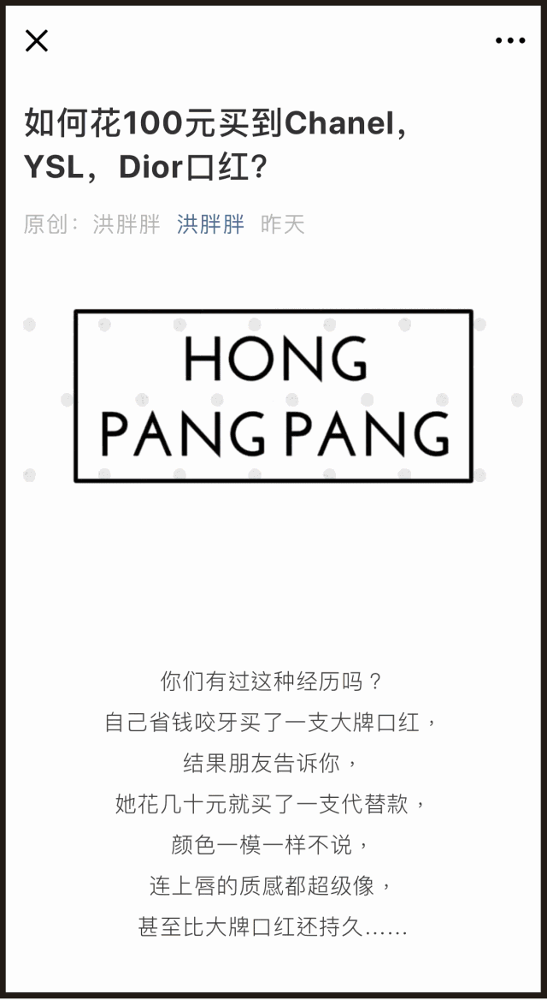 如何花100元买到Chanel，
YSL，Dior口红？
原创：洪胖胖 洪胖胖 昨天
HONG
PANG PANG
你们有过这种经历吗？
自己省钱咬牙买了一支大牌口红，
结果朋友告诉你，
她花几十元就买了一支代替款，
颜色一模一样不说，
连上唇的质感都超级像，
甚至比大牌口红还持久……